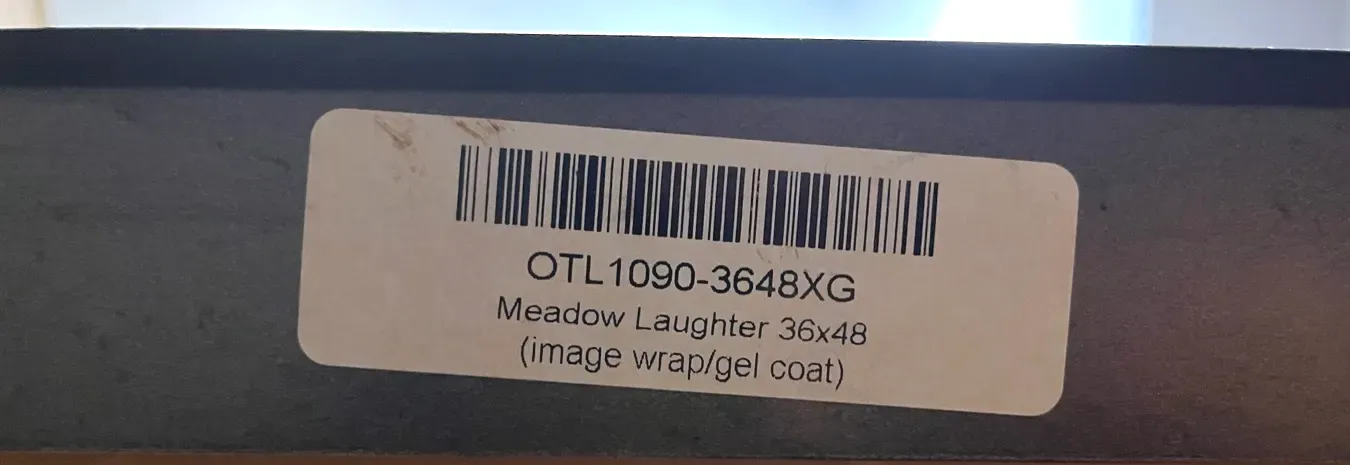 OTL1090-3648XG
Meadow Laughter 36x48
(image wrap/gel coat)